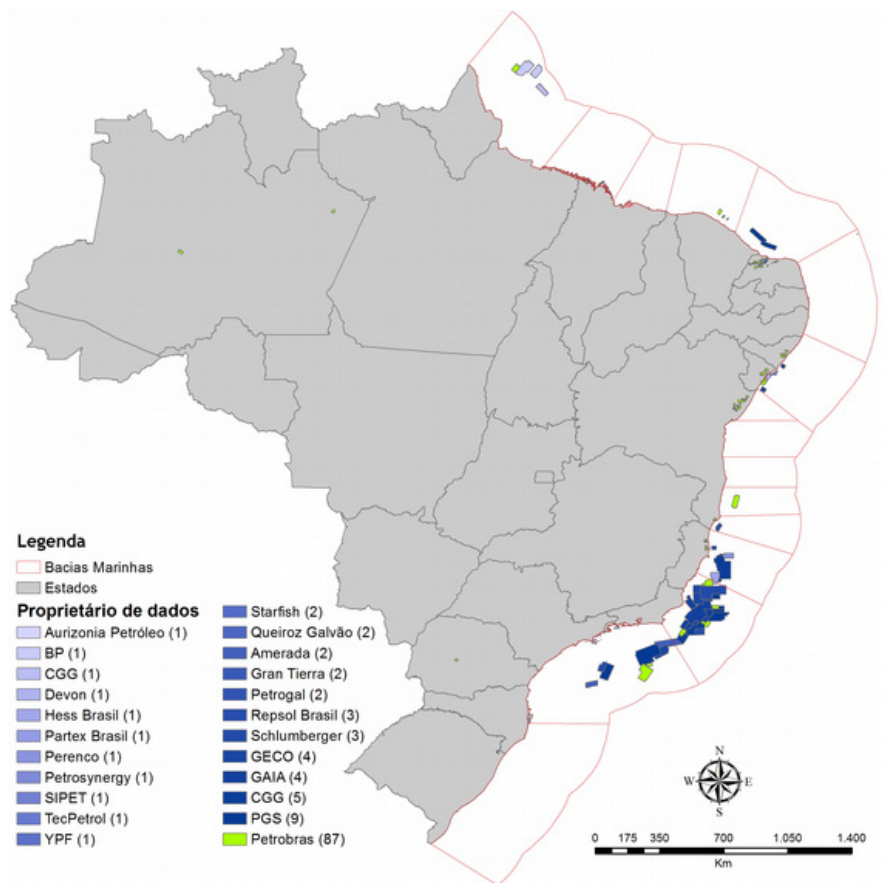 Legenda
Bacias Marinhas
Estados
Proprietário de dados
Aurizonia Petróleo (1)
BP (1)
CGG (1)
Devon (1)
Hess Brasil (1)
Partex Brasil (1)
Perenco (1)
Petrosynergy (1)
SIPET (1)
TecPetrol (1)
YPF (1)
Starfish (2)
Queiroz Galvão (2)
Amerada (2)
Gran Tierra (2)
Petrogal (2)
Repsol Brasil (3)
Schlumberger (3)
GECO (4)
GAIA (4)
CGG (5)
PGS (9)
Petrobras (87)
N
W E
S
0 175 350 700 1.050 1.400
Km